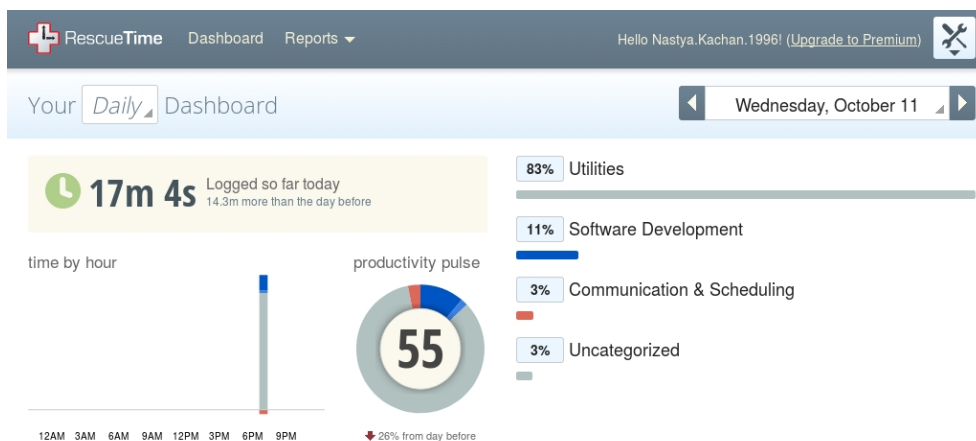 RescueTime Dashboard Reports Hello Nastya.Kachan.1996! (Upgrade to Premium)
Your Daily Dashboard
Wednesday, October 11
17m 4s Logged so far today
14.3m more than the day before
time by hour
12AM 3AM 6AM 9AM 12PM 3PM 6PM 9PM
productivity pulse
55
26% from day before
83% Utilities
11% Software Development
3% Communication & Scheduling
3% Uncategorized